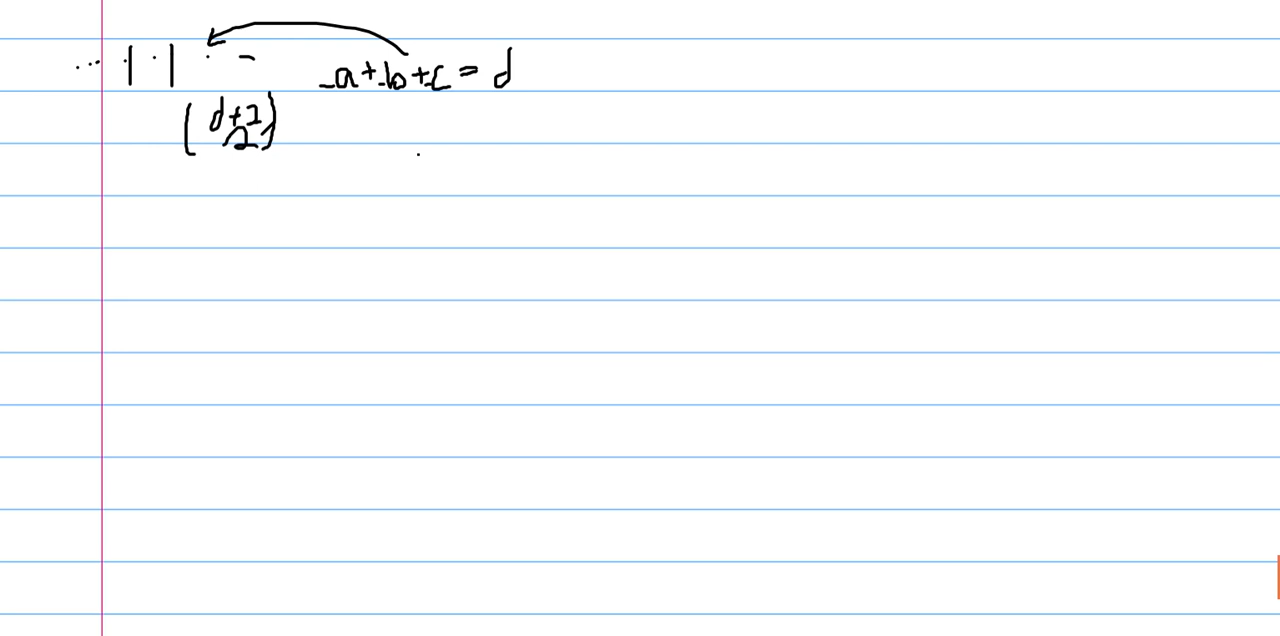 ... | · | · - a + b + c = d
(d+2
2)